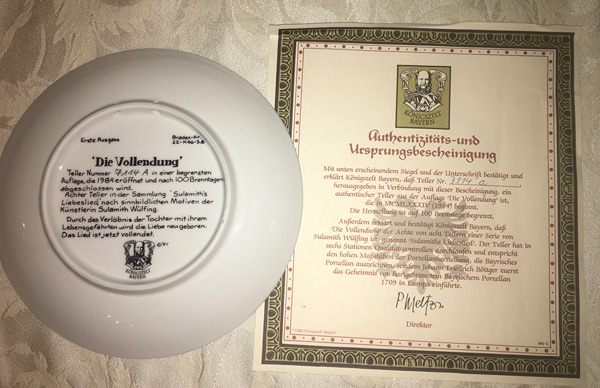 Erste Ausgabe
Bradex-Nr.
22-K46-3.8
"Die Vollendung"
Teller Nummer 7114 A in einer begrenzten
Auflage, die 1984 eröffnet und nach 100 Brenntagen
abgeschlossen wird.
Achter Teller in der Sammlung "Sulamith's
Liebeslied", nach sinnbildlichen Motiven der
Künstlerin Sulamith Wülfing.
Durch das Verlöbnis der Tochter mit ihrem
Lebensgefährten wird die Liebe neugeboren.
Das Lied ist jetzt vollendet.
KÖNIGSZELT
BAYERN
KÖNIGSZELT
BAYERN
Authentizitäts-und
Ursprungsbescheinigung
Mit unten erscheinendem Siegel und der Unterschrift bestätigt und
erklärt Königszelt Bayern, daß Teller Nr. 7114 A
herausgegeben in Verbindung mit dieser Bescheinigung, ein
authentischer Teller aus der Auflage 'Die Vollendung' ist,
die in MCMLXXXIV (1984) beginnt.
Die Herstellung ist auf 100 Brenntage begrenzt.
Außerdem erklärt und bestätigt Königszelt Bayern, daß
'Die Vollendung' der Achte von acht Tellern einer Serie von
Sulamith Wülfing ist, genannt 'Sulamiths Liebeslied'. Der Teller hat in
sechs Stationen Qualitätskontrollen durchlaufen und entspricht
den hohen Maßstäben der Porzellanherstellung, die Bayrisches
Porzellan auszeichnen, seitdem Johann Friedrich Böttger zuerst
das Geheimnis von
1709 in Europa einführte.
P Melton
Direktor
Königszelt Bayern